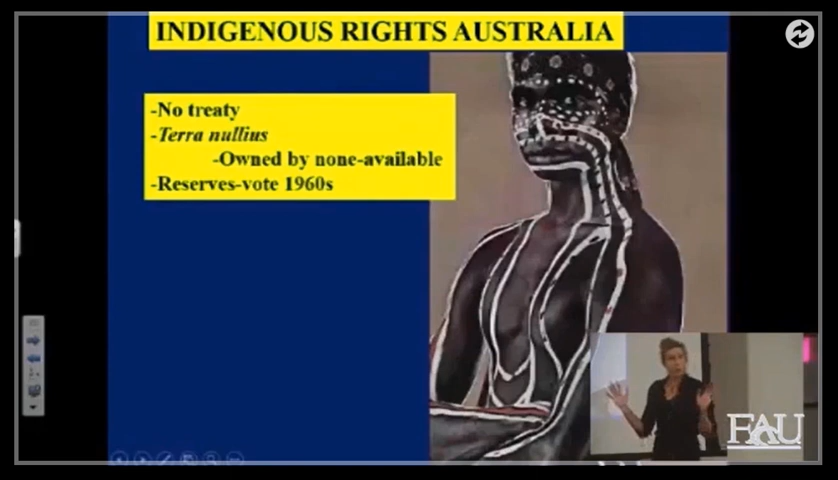 INDIGENOUS RIGHTS AUSTRALIA
-No treaty
-Terra nullius
-Owned by none-available
-Reserves-vote 1960s
FAU